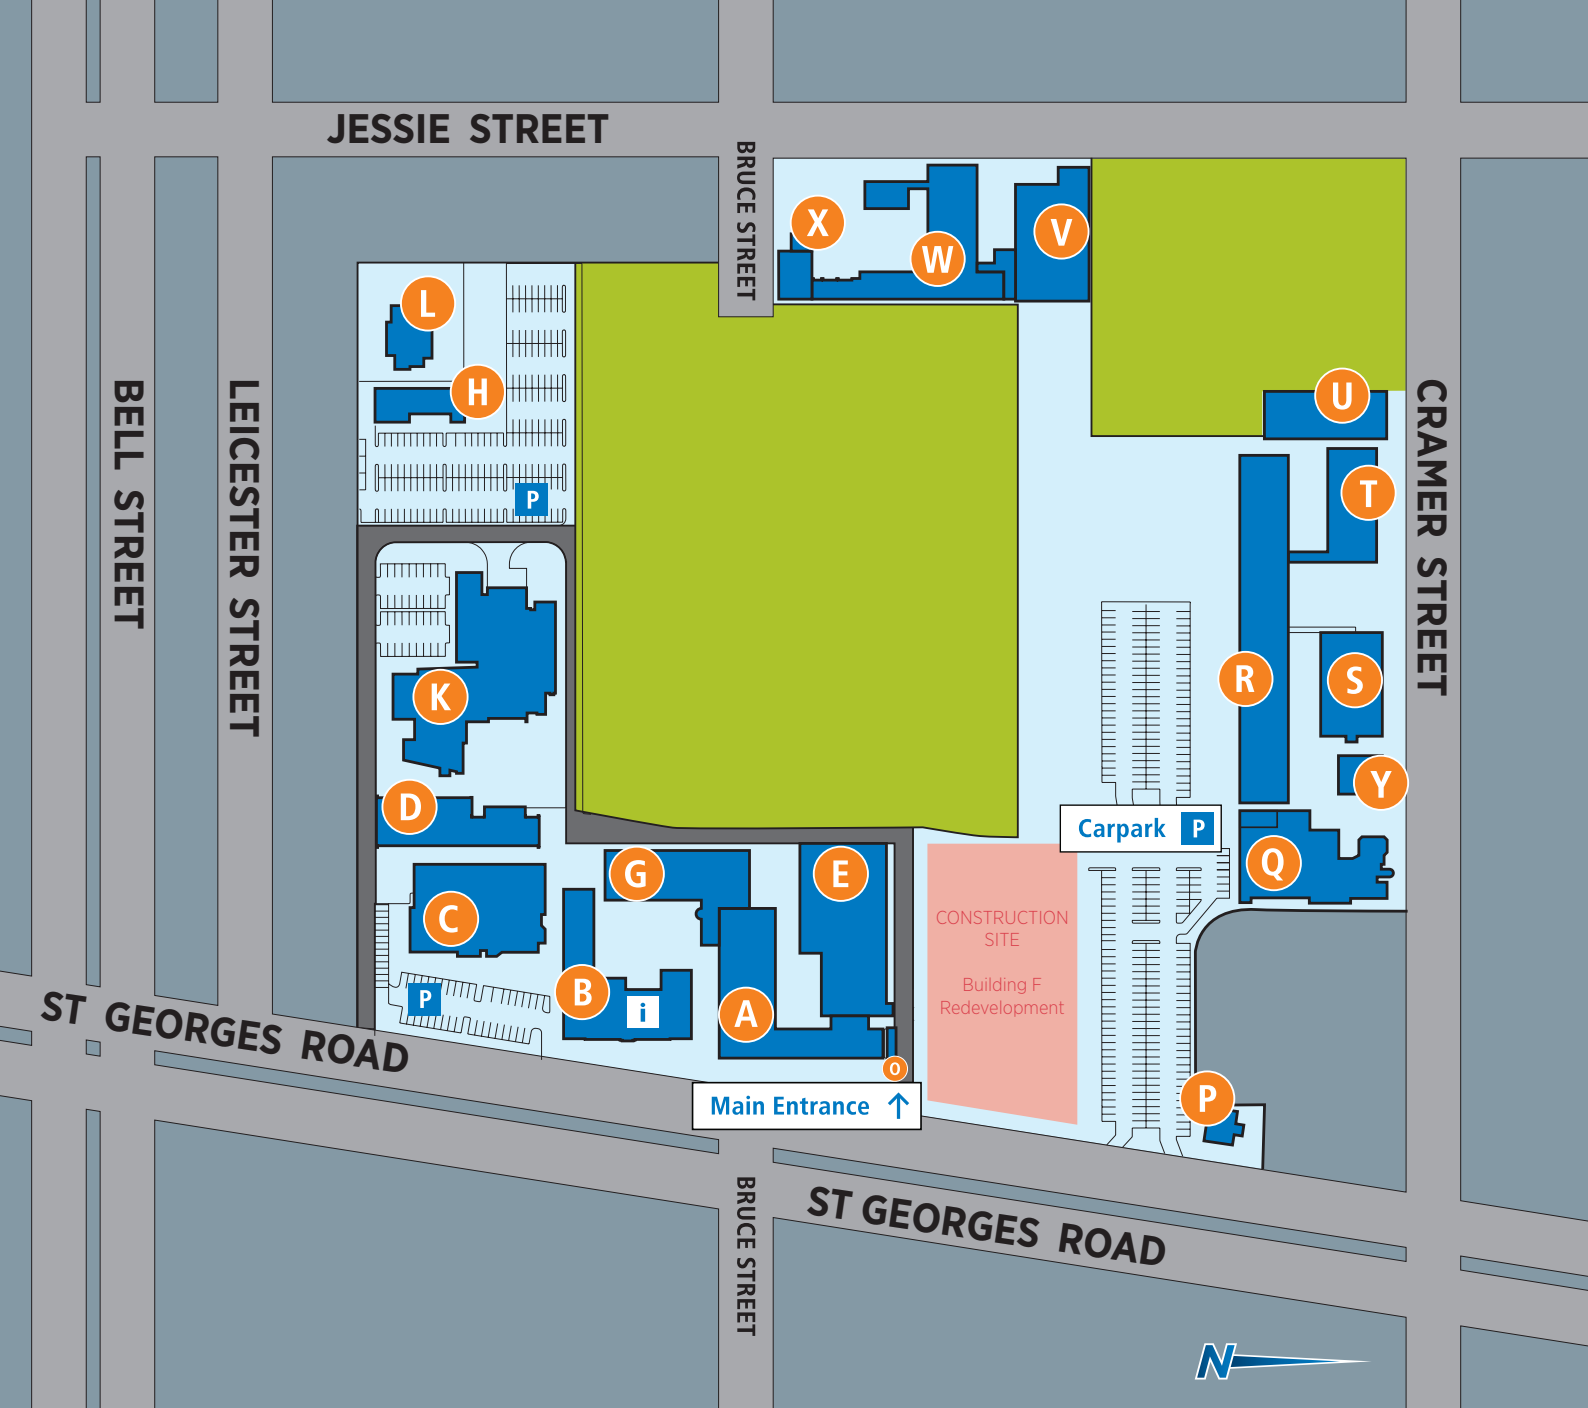 JESSIE STREET
BRUCE STREET
X
W
V
L
H
U
T
P
BELL STREET
LEICESTER STREET
CRAMER STREET
K
R
S
Y
D
Carpark P
G
E
Q
C
CONSTRUCTION
SITE
Building F
Redevelopment
B
i
A
P
O
P
Main Entrance
ST GEORGES ROAD
BRUCE STREET
ST GEORGES ROAD
N